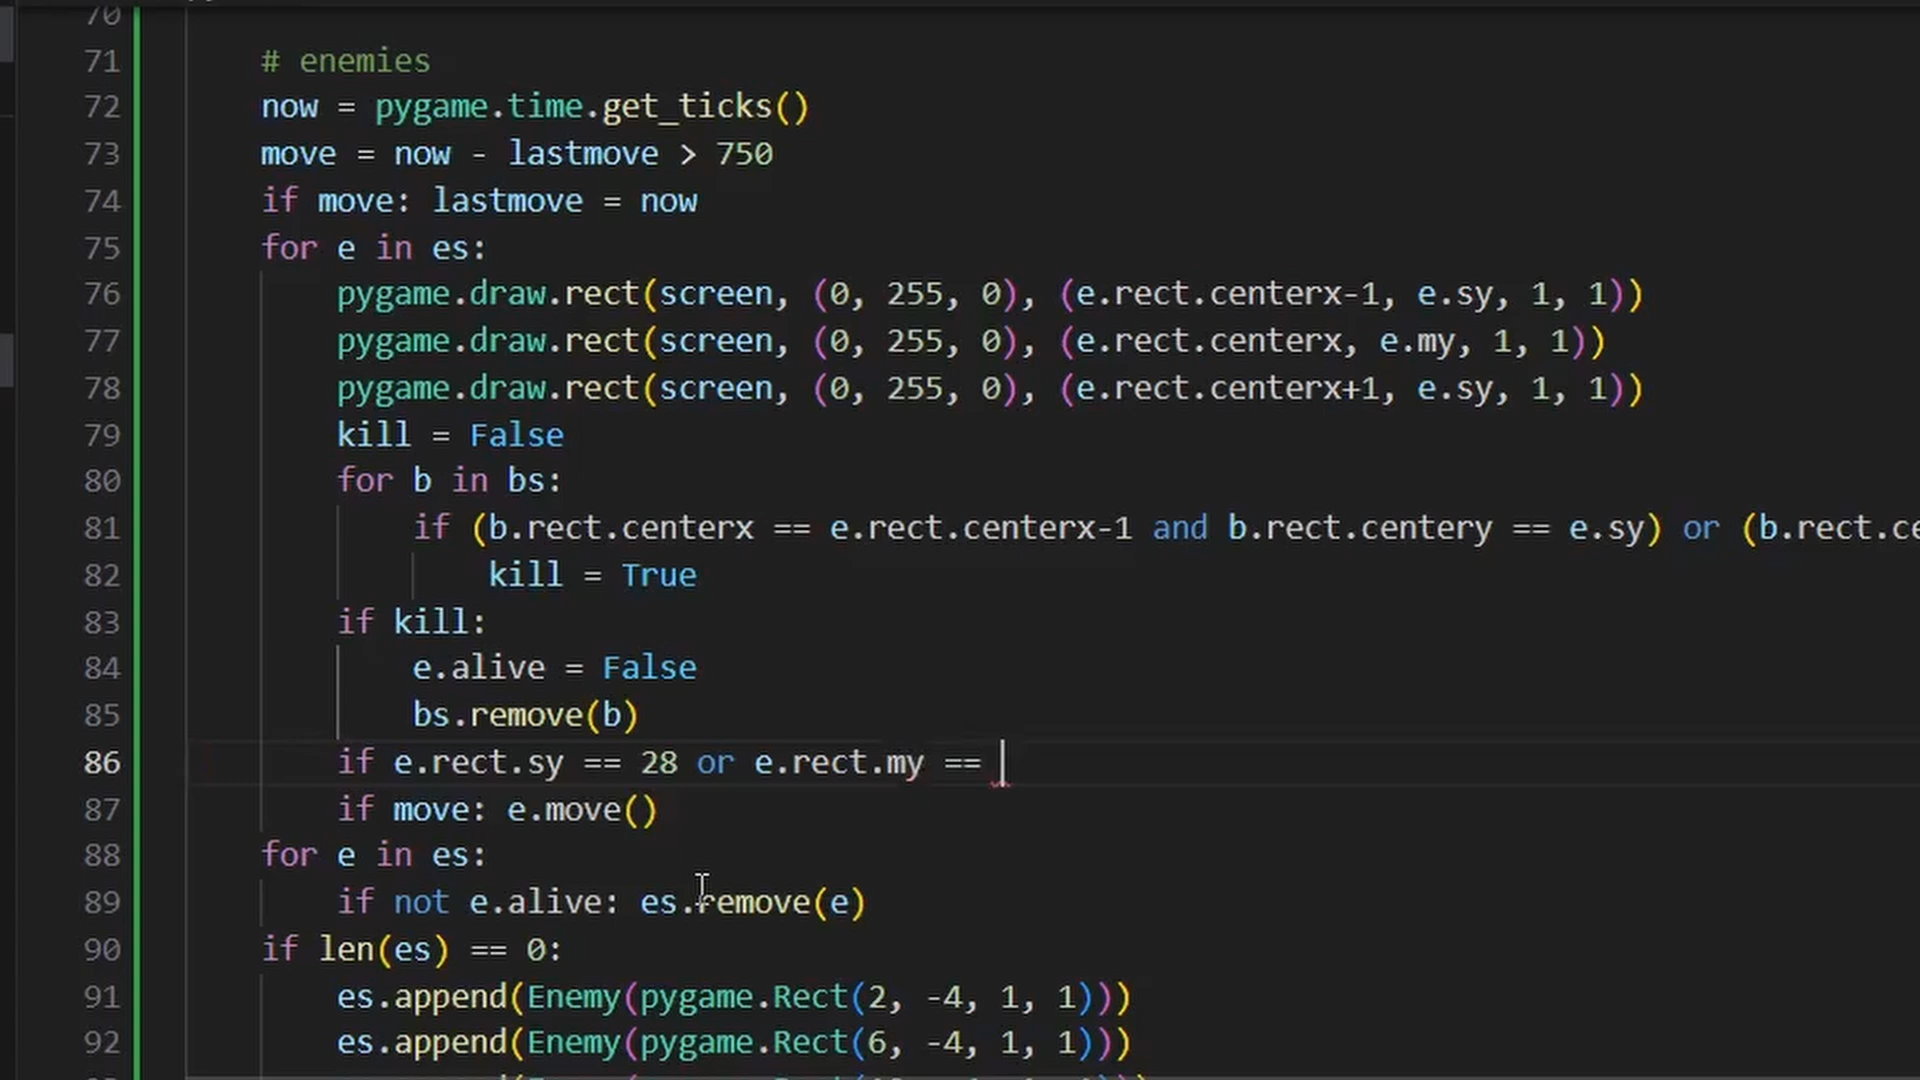 70
71 # enemies
72 now = pygame.time.get_ticks()
73 move = now - lastmove > 750
74 if move: lastmove = now
75 for e in es:
76 pygame.draw.rect(screen, (0, 255, 0), (e.rect.centerx-1, e.sy, 1, 1))
77 pygame.draw.rect(screen, (0, 255, 0), (e.rect.centerx, e.my, 1, 1))
78 pygame.draw.rect(screen, (0, 255, 0), (e.rect.centerx+1, e.sy, 1, 1))
79 kill = False
80 for b in bs:
81 if (b.rect.centerx == e.rect.centerx-1 and b.rect.centery == e.sy) or (b.rect.ce
82 kill = True
83 if kill:
84 e.alive = False
85 bs.remove(b)
86 if e.rect.sy == 28 or e.rect.my ==
87 if move: e.move()
88 for e in es:
89 if not e.alive: es.remove(e)
90 if len(es) == 0:
91 es.append(Enemy(pygame.Rect(2, -4, 1, 1)))
92 es.append(Enemy(pygame.Rect(6, -4, 1, 1)))